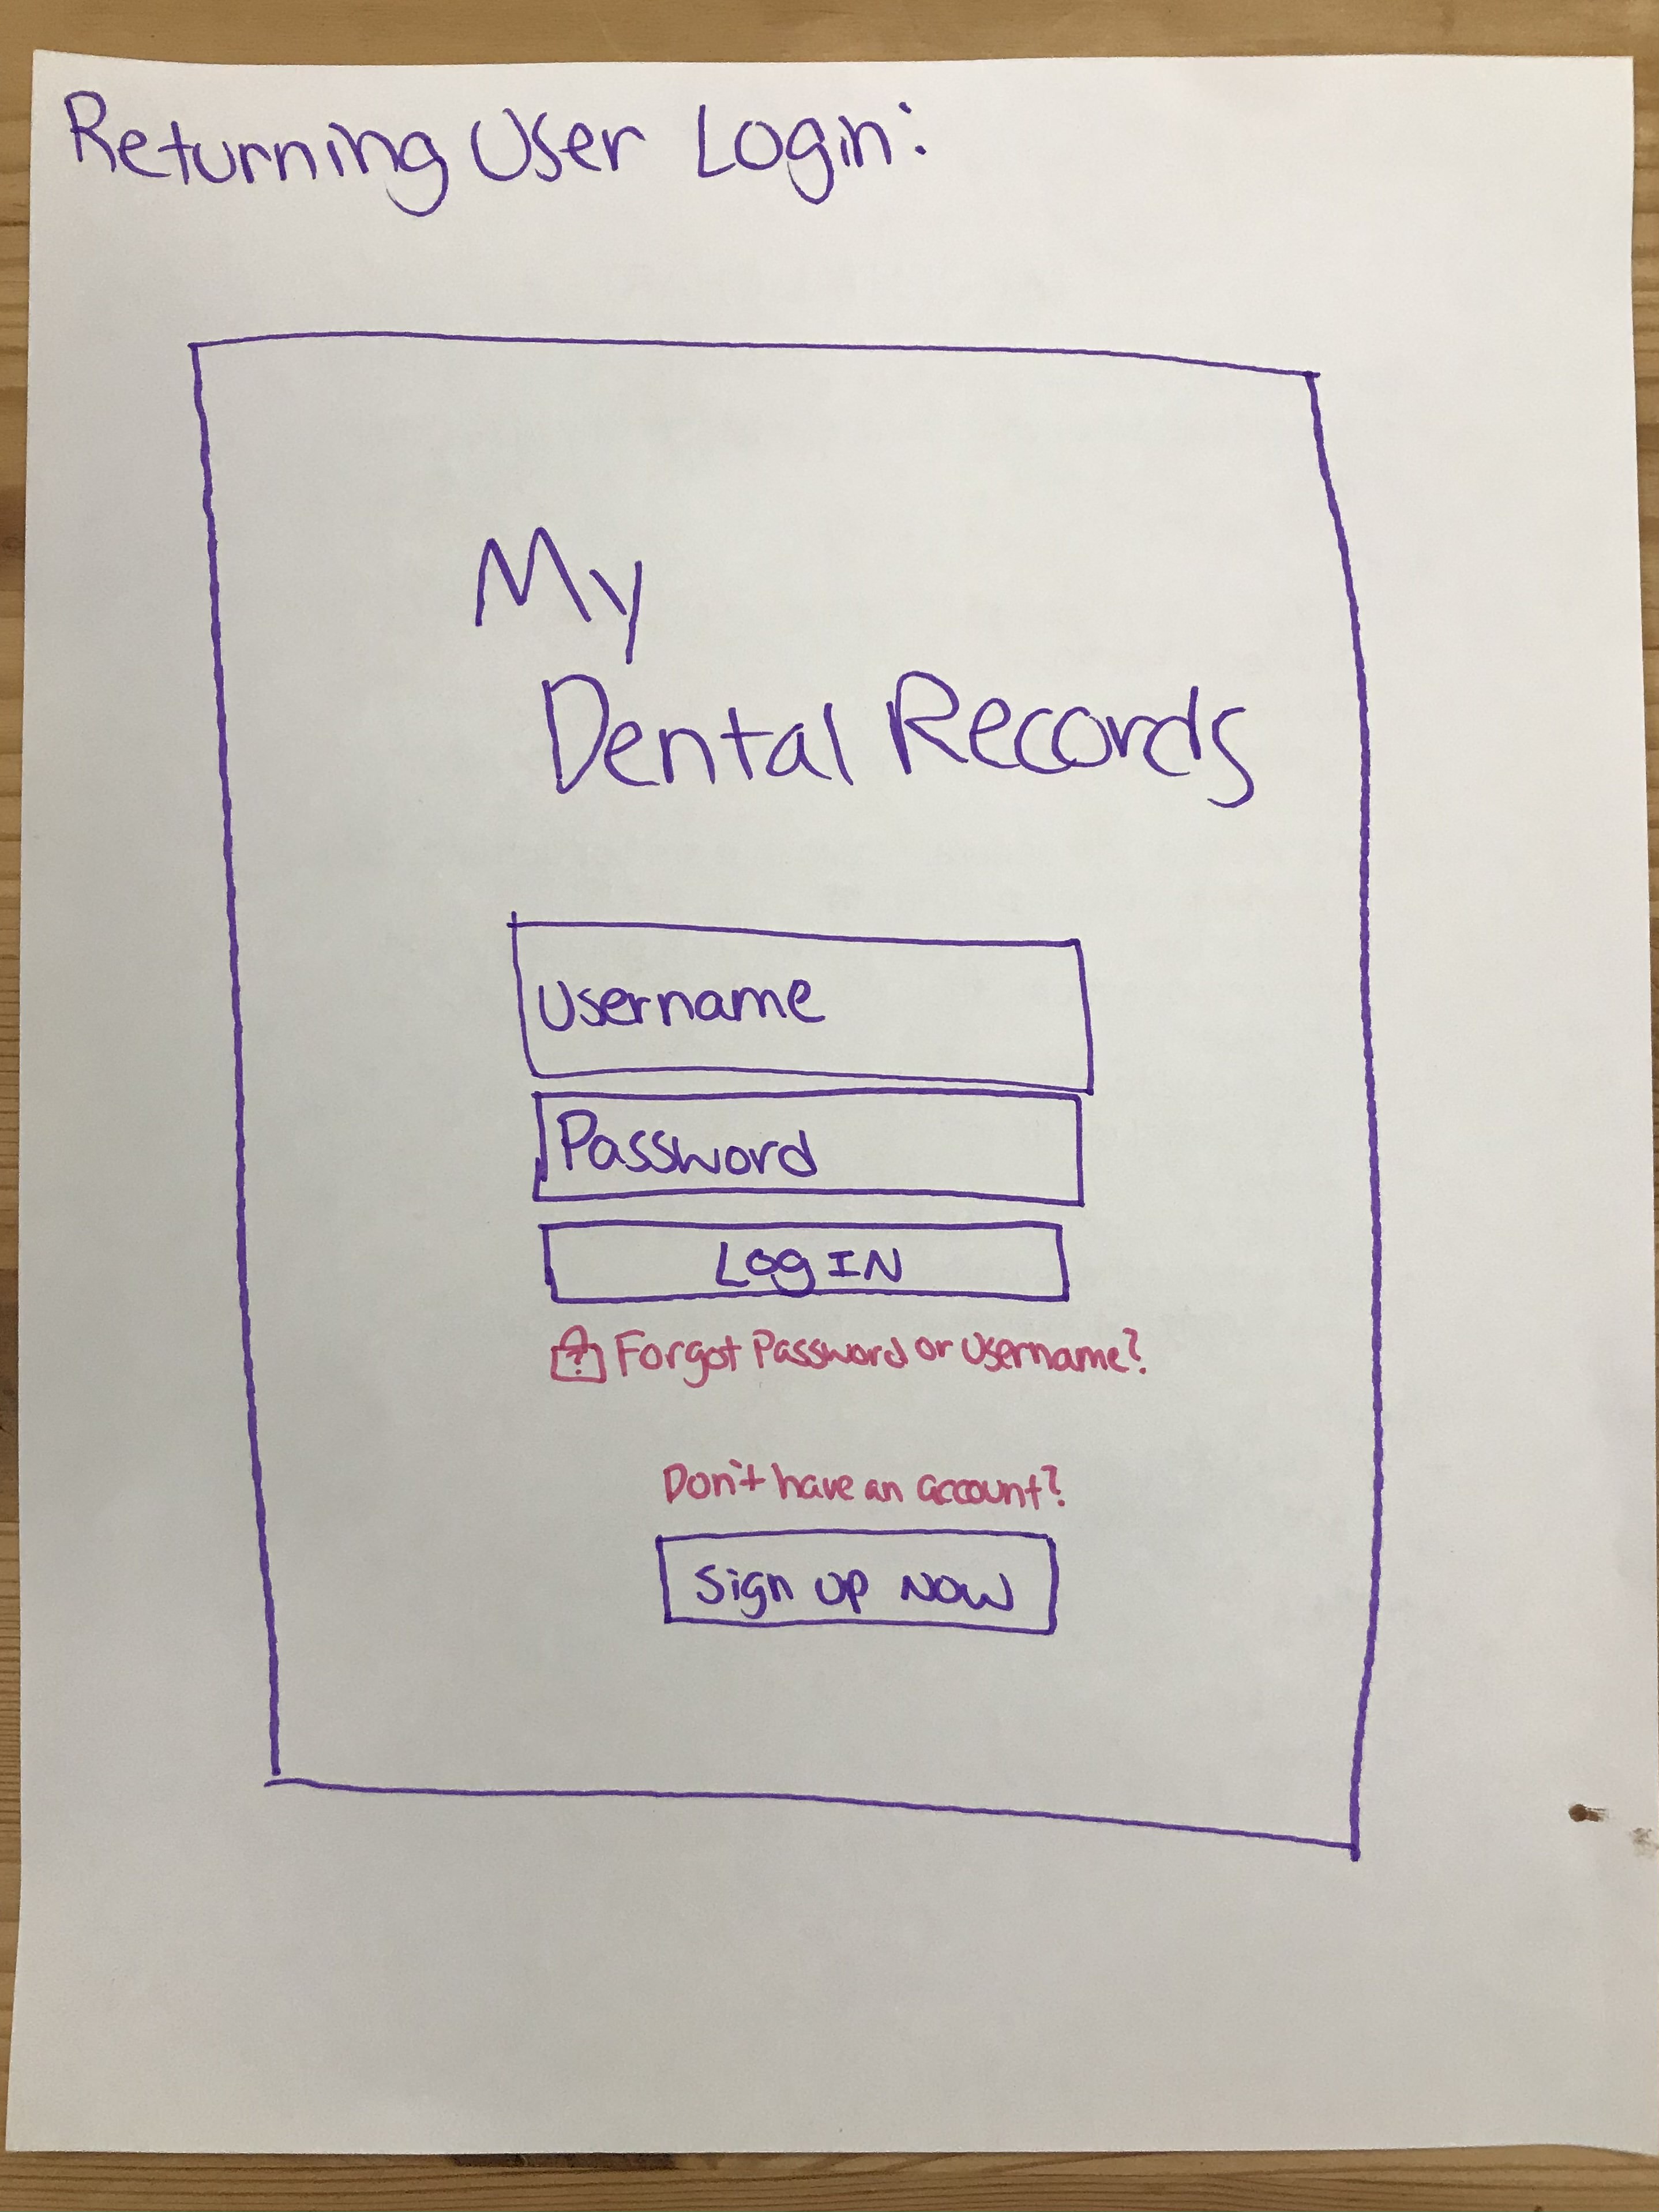 Returning User Login:
My
Dental Records
Username
Password
Log IN
Forgot Password or Username?
Don't have an account?
Sign Up Now